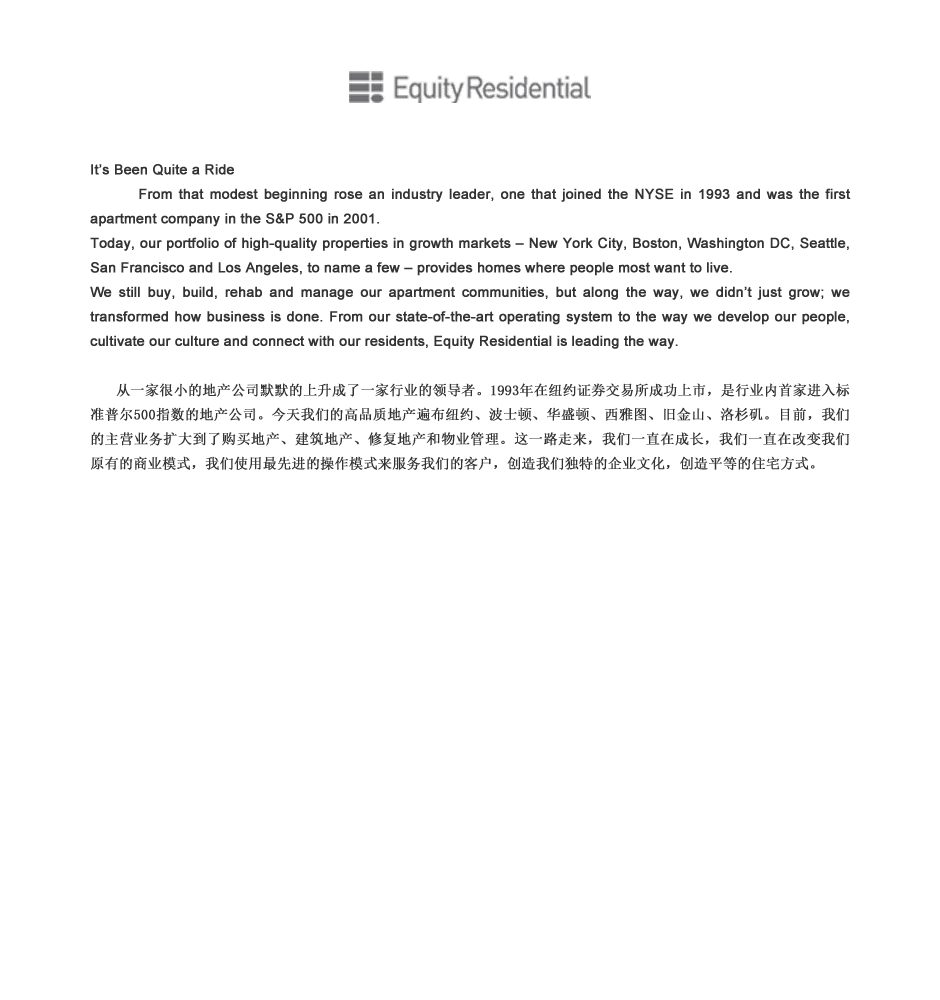 Equity Residential
It's Been Quite a Ride
From that modest beginning rose an industry leader, one that joined the NYSE in 1993 and was the first
apartment company in the S&P 500 in 2001.
Today, our portfolio of high-quality properties in growth markets – New York City, Boston, Washington DC, Seattle,
San Francisco and Los Angeles, to name a few – provides homes where people most want to live.
We still buy, build, rehab and manage our apartment communities, but along the way, we didn't just grow; we
transformed how business is done. From our state-of-the-art operating system to the way we develop our people,
cultivate our culture and connect with our residents, Equity Residential is leading the way.
从一家很小的地产公司默默的上升成了一家行业的领导者。1993年在纽约证券交易所成功上市，是行业内首家进入标
准普尔500指数的地产公司。今天我们的高品质地产遍布纽约、波士顿、华盛顿、西雅图、旧金山、洛杉矶。目前，我们
的主营业务扩大到了购买地产、建筑地产、修复地产和物业管理。这一路走来，我们一直在成长，我们一直在改变我们
原有的商业模式，我们使用最先进的操作模式来服务我们的客户，创造我们独特的企业文化，创造平等的住宅方式。